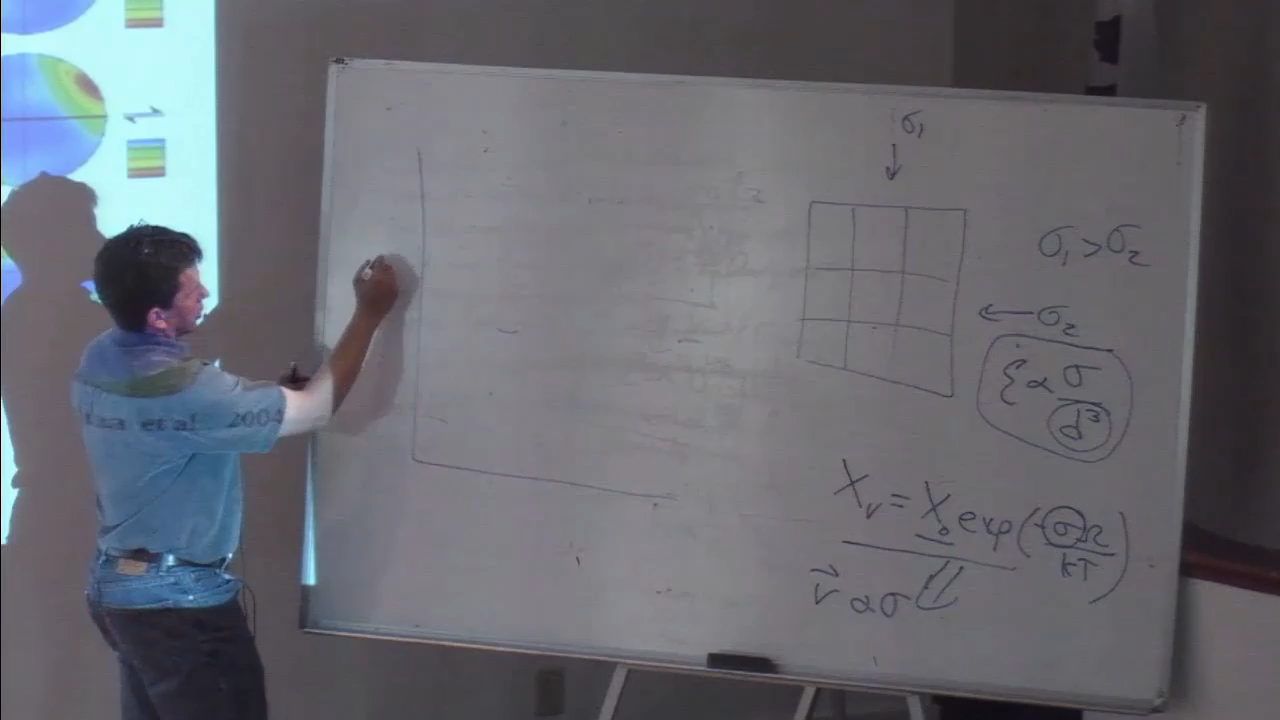 σ₁
σ₁ > σ₂
← σ₂
ξ ∝ σ / d³
Xᵥ = X₀ exp(σΩ / kT)
v⃗ ∝ σ
et al 2004